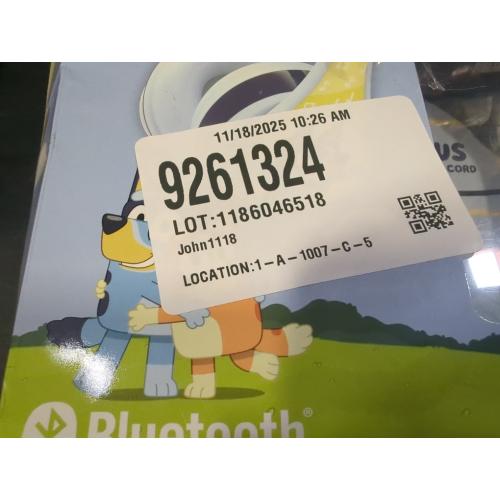 11/18/2025 10:26 AM
9261324
LOT:1186046518
John1118
LOCATION:1-A-1007-C-5
US
CORD
Bluetooth®